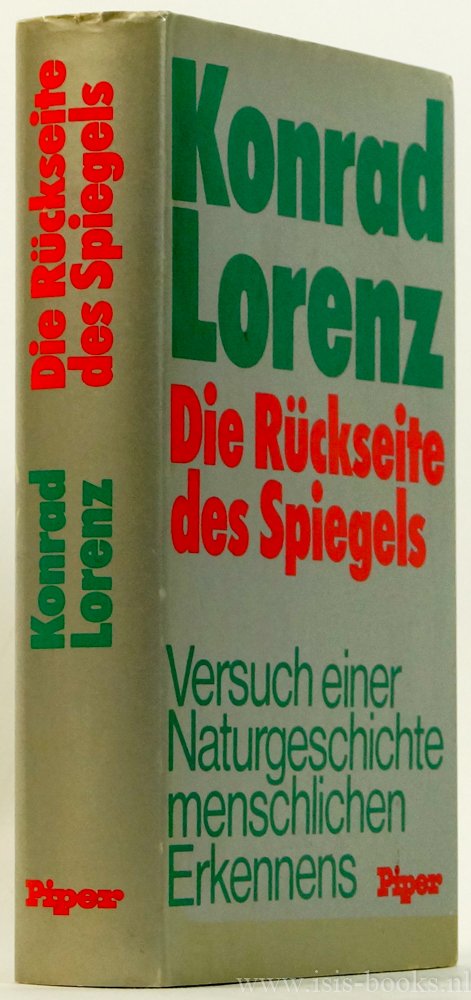 Die Rückseite
des Spiegels
Konrad
Lorenz
Piper
Konrad
Lorenz
Die Rückseite
des Spiegels
Versuch einer
Naturgeschichte
menschlichen
Erkennens
Piper
www.isis-books.nl